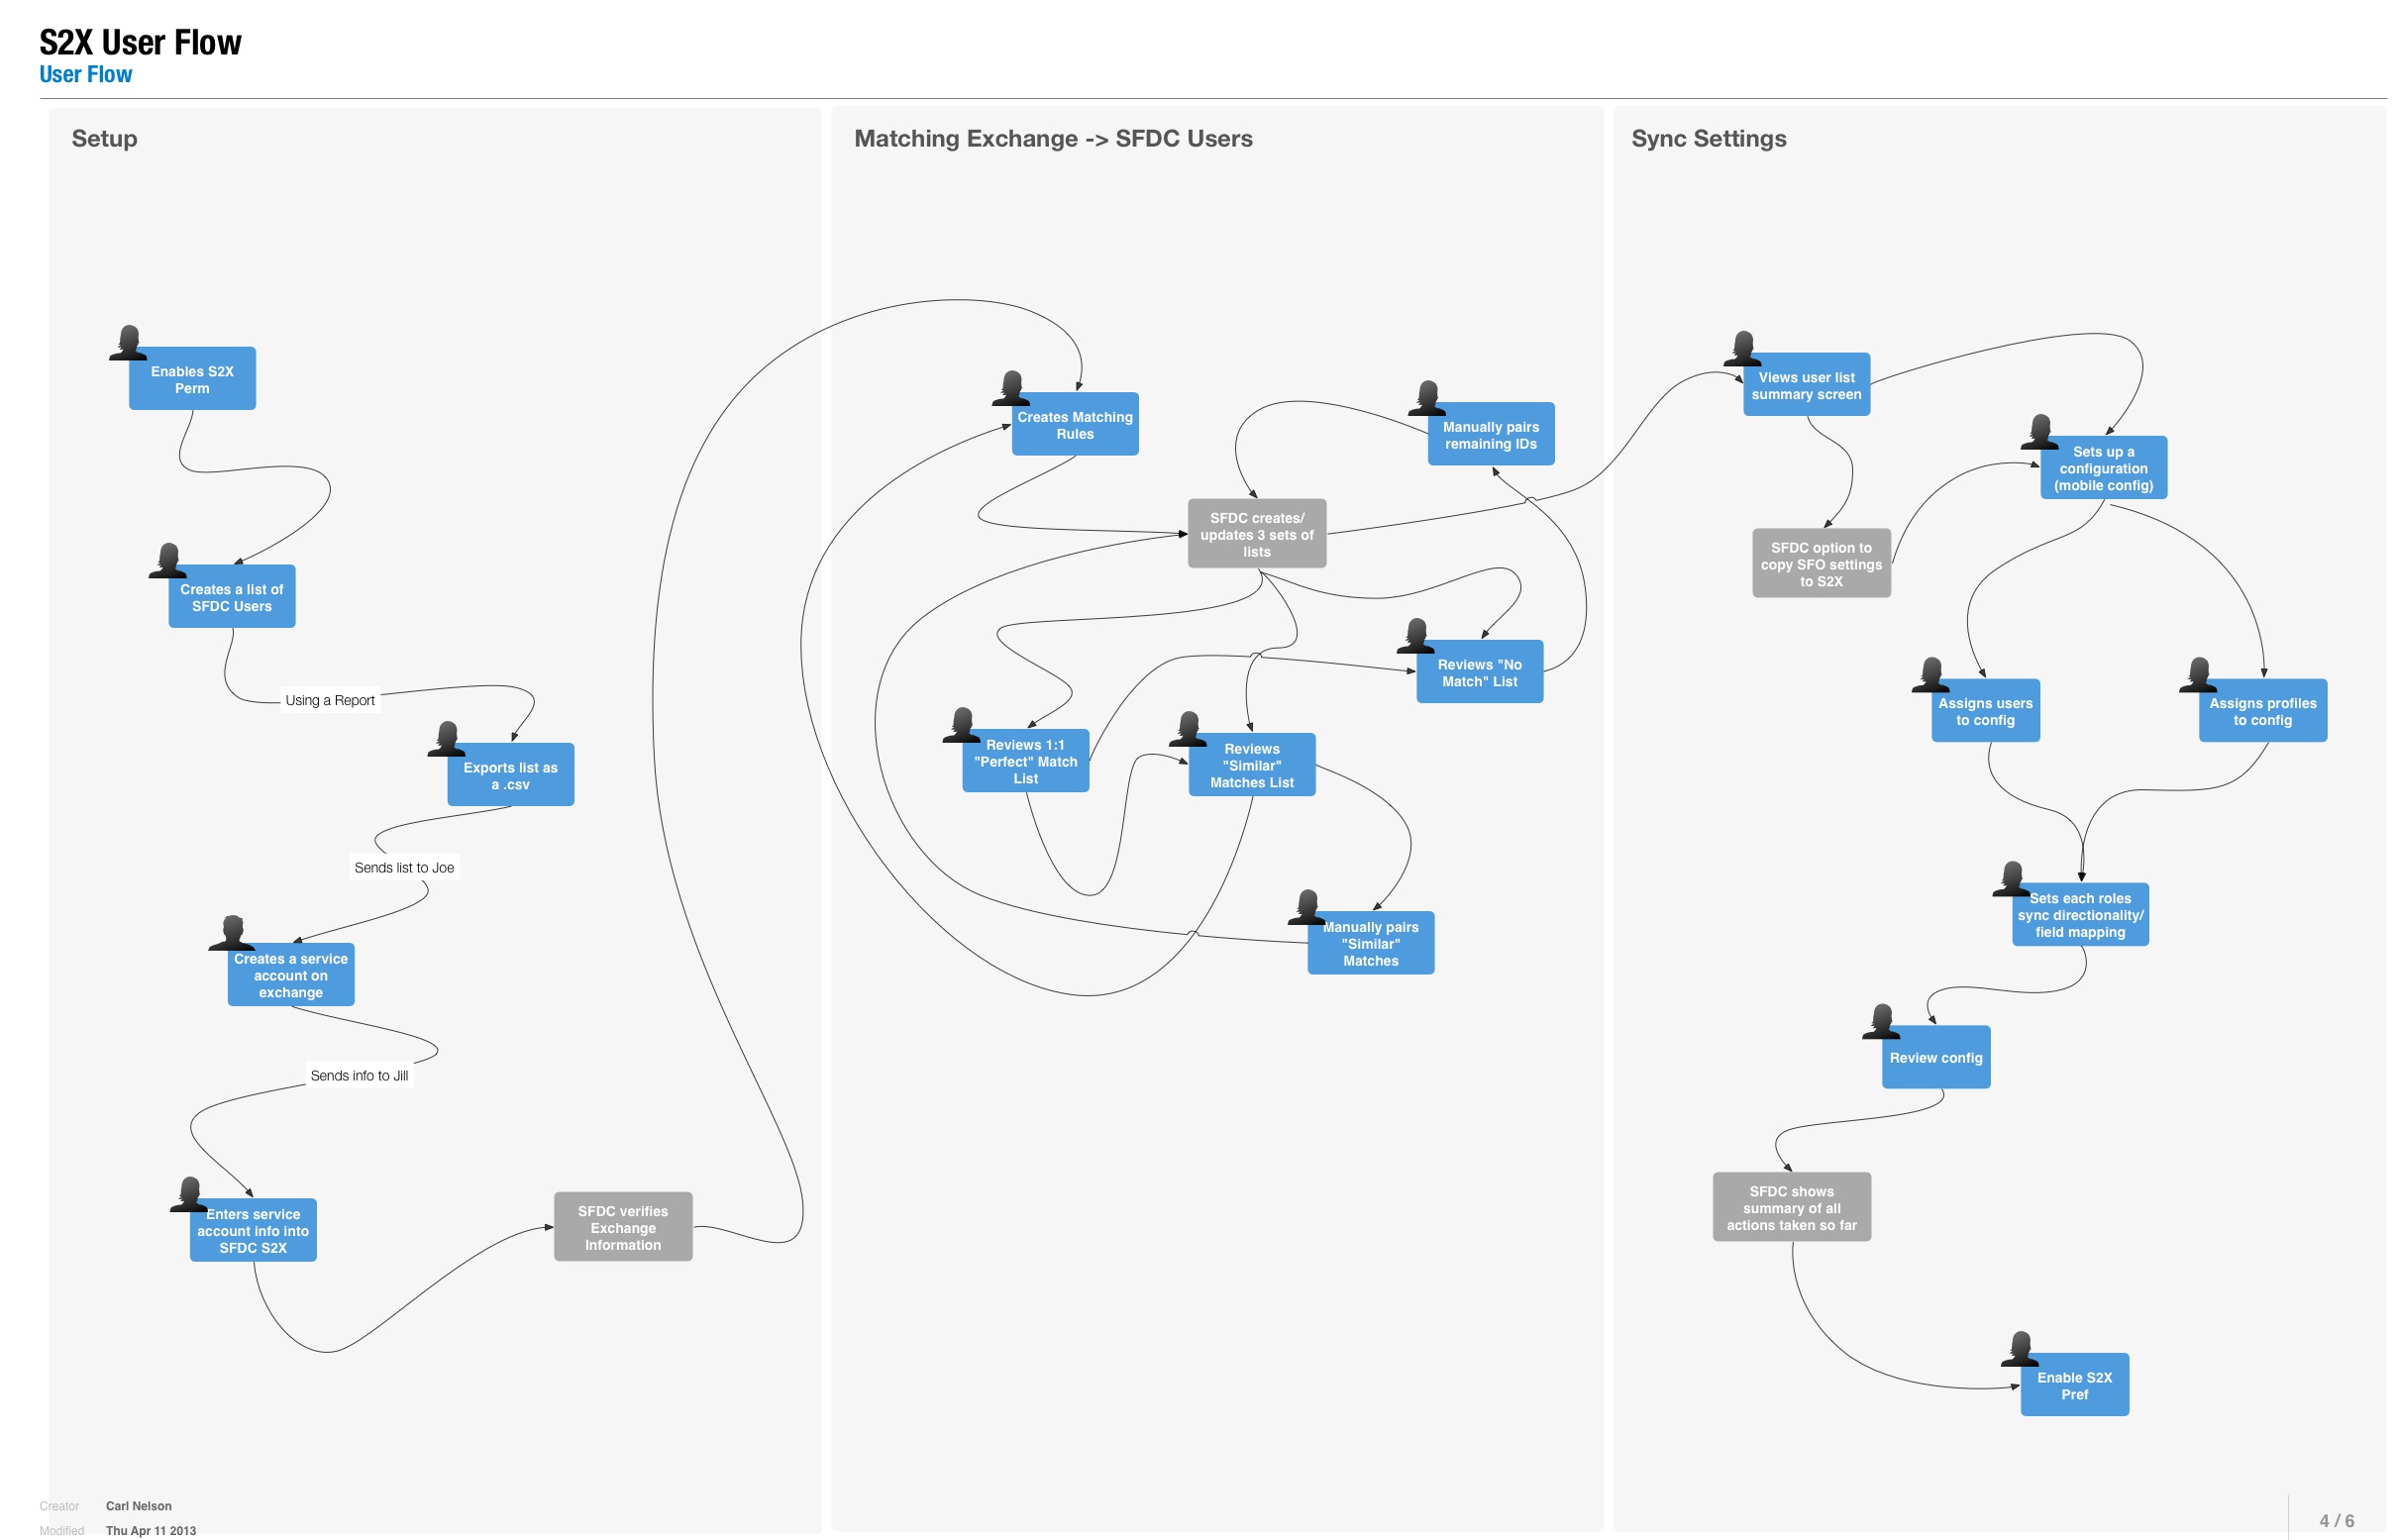 S2X User Flow
User Flow
Setup
Enables S2X
Perm
Creates a list of
SFDC Users
Using a Report
Exports list as
a .csv
Sends list to Joe
Creates a service
account on
exchange
Sends info to Jill
Enters service
account info into
SFDC S2X
SFDC verifies
Exchange
Information
Matching Exchange -> SFDC Users
Creates Matching
Rules
Manually pairs
remaining IDs
SFDC creates/
updates 3 sets of
lists
Reviews "No
Match" List
Reviews 1:1
"Perfect" Match
List
Reviews
"Similar"
Matches List
Manually pairs
"Similar"
Matches
Sync Settings
Views user list
summary screen
Sets up a
configuration
(mobile config)
SFDC option to
copy SFO settings
to S2X
Assigns users
to config
Assigns profiles
to config
Sets each roles
sync directionality/
field mapping
Review config
SFDC shows
summary of all
actions taken so far
Enable S2X
Pref
Creator Carl Nelson
Modified Thu Apr 11 2013
4 / 6